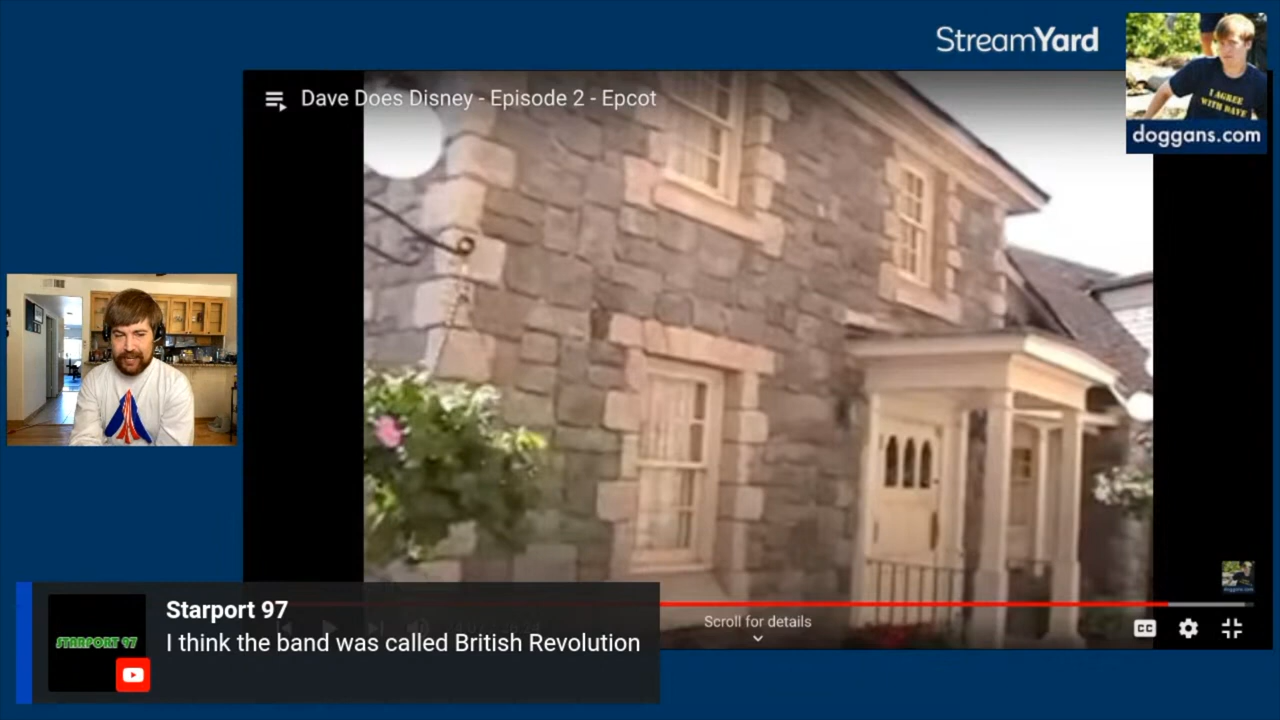 StreamYard
Dave Does Disney - Episode 2 - Epcot
I AGREE
WITH DAVE
doggans.com
Starport 97
I think the band was called British Revolution
STARPORT 97
Scroll for details
CC